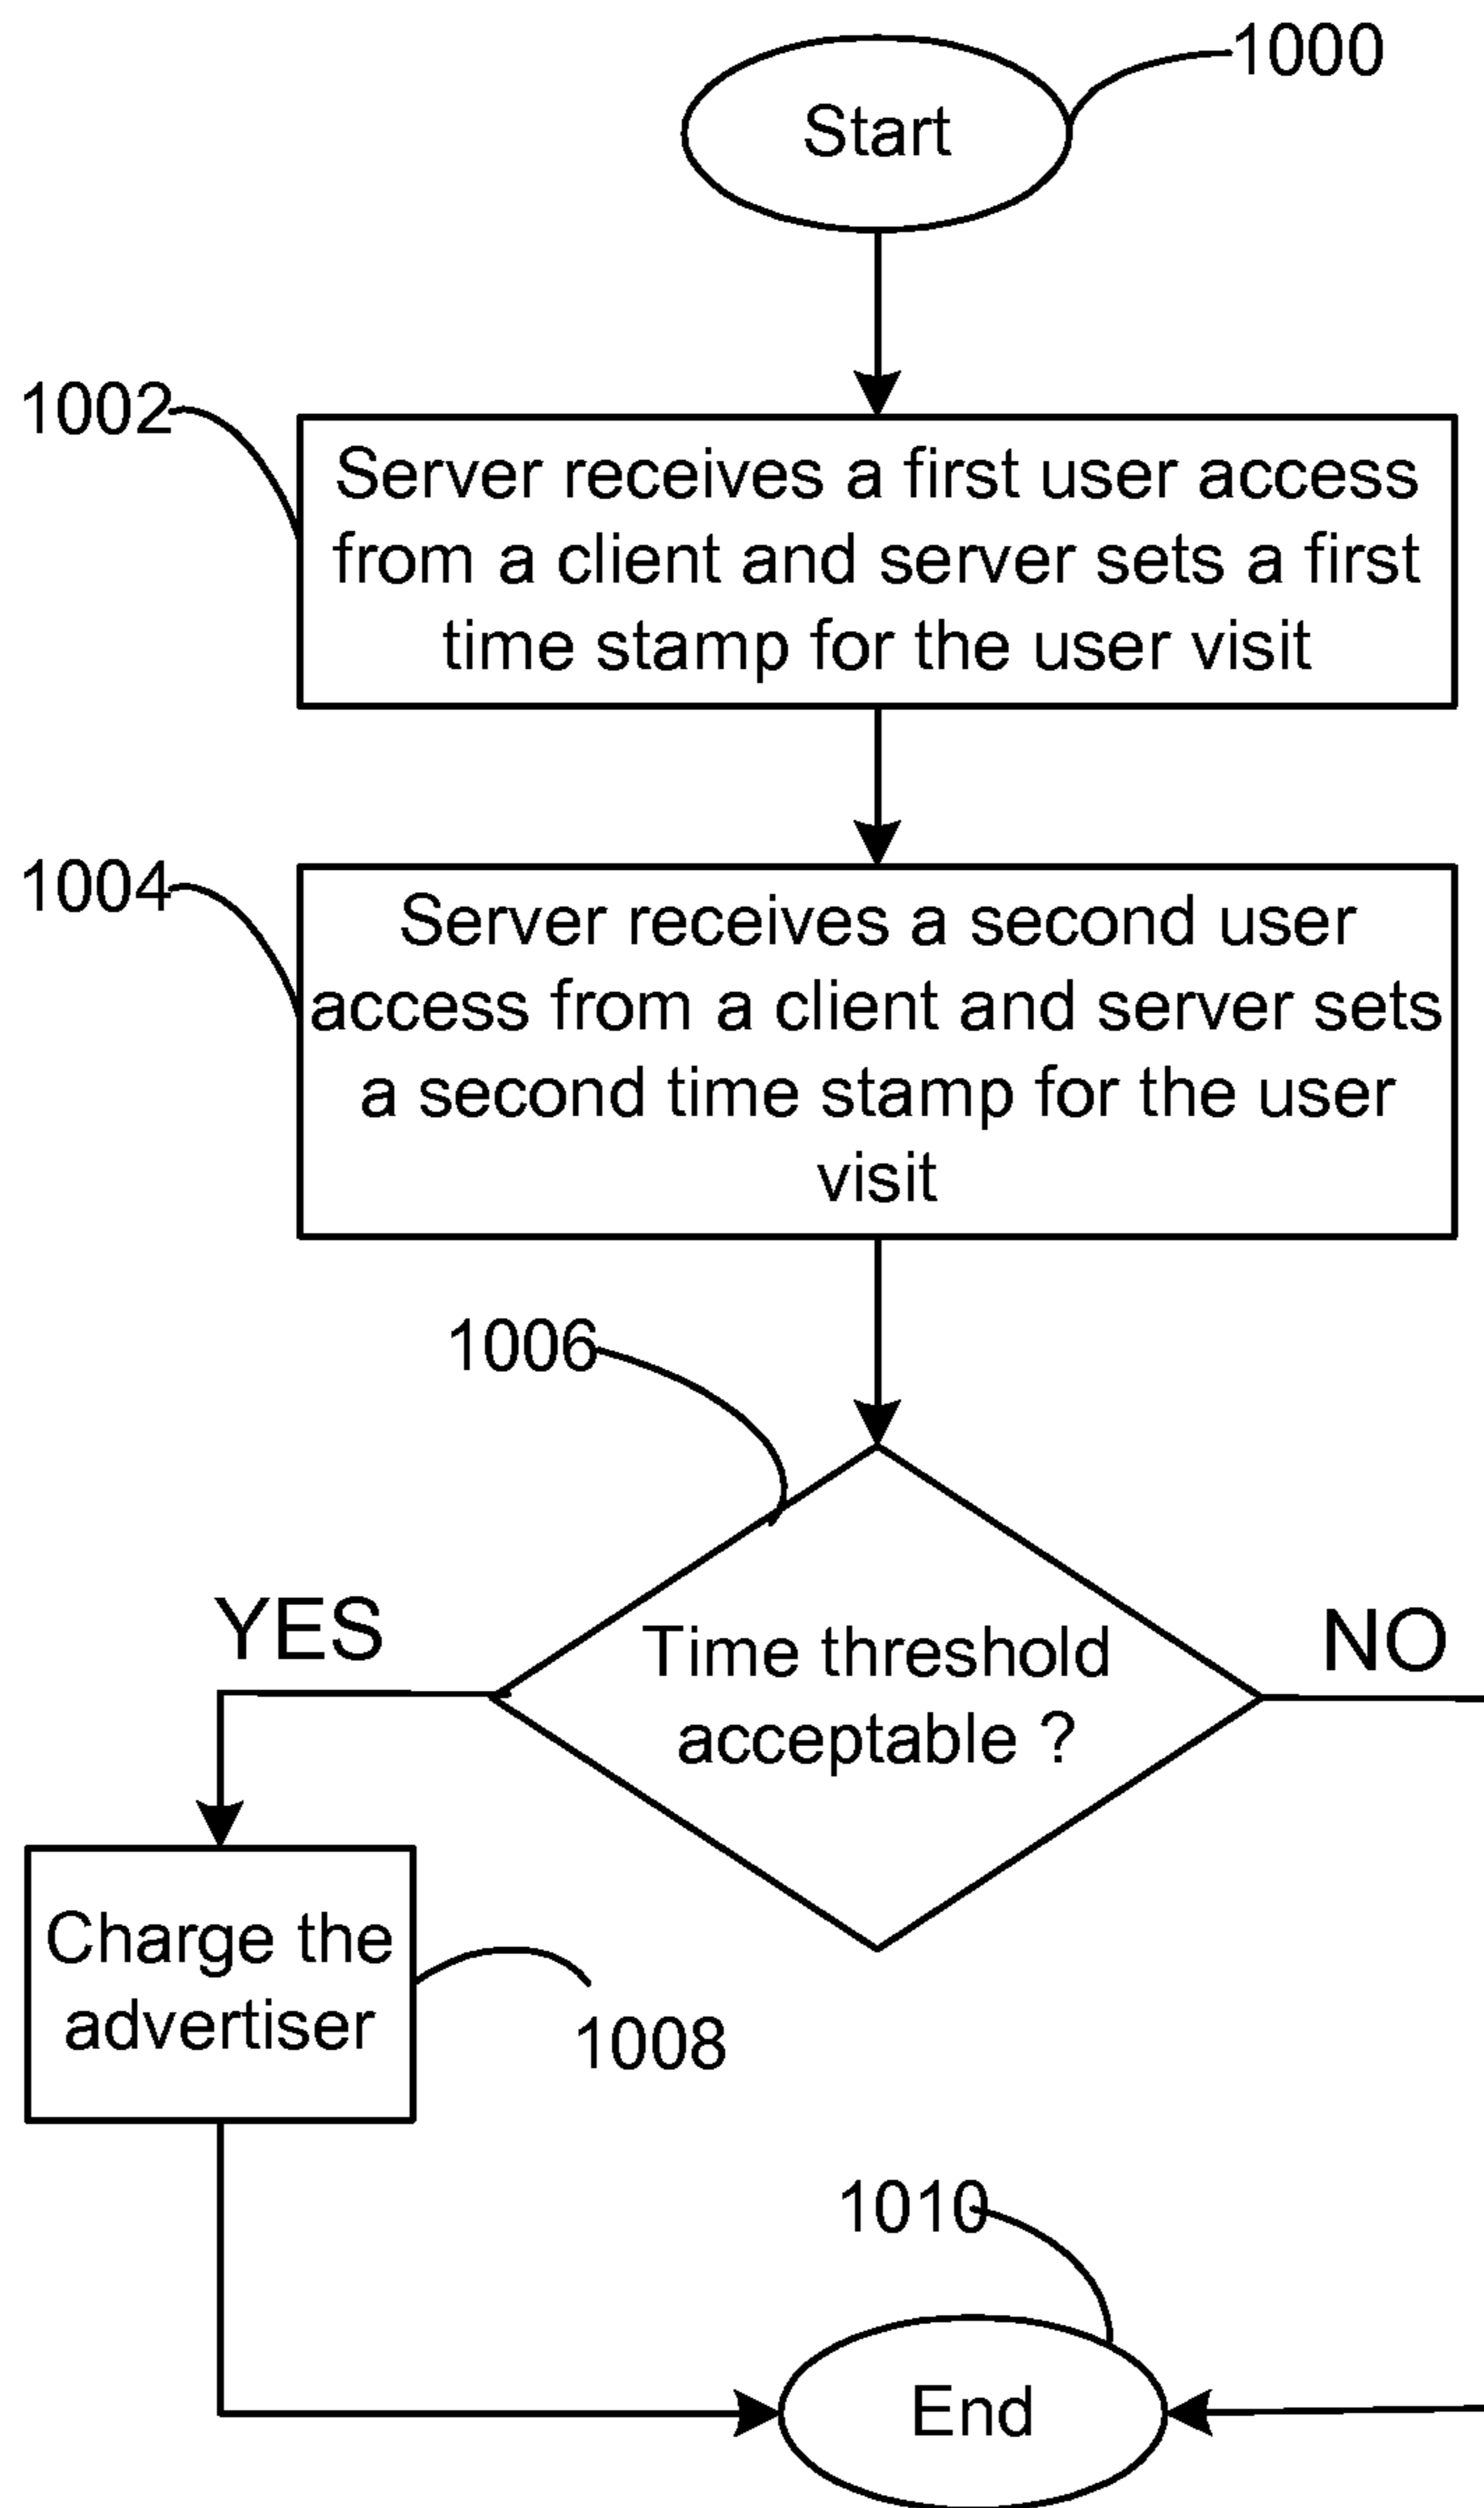 1000
Start
1002
Server receives a first user access
from a client and server sets a first
time stamp for the user visit
1004
Server receives a second user
access from a client and server sets
a second time stamp for the user
visit
1006
YES
NO
Time threshold
acceptable ?
Charge the
advertiser
1008
1010
End